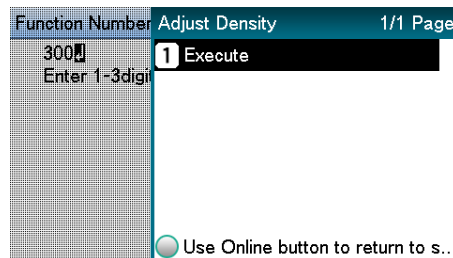 Function Number
300
Enter 1-3digi
Adjust Density 1/1 Page
1 Execute
Use Online button to return to s..